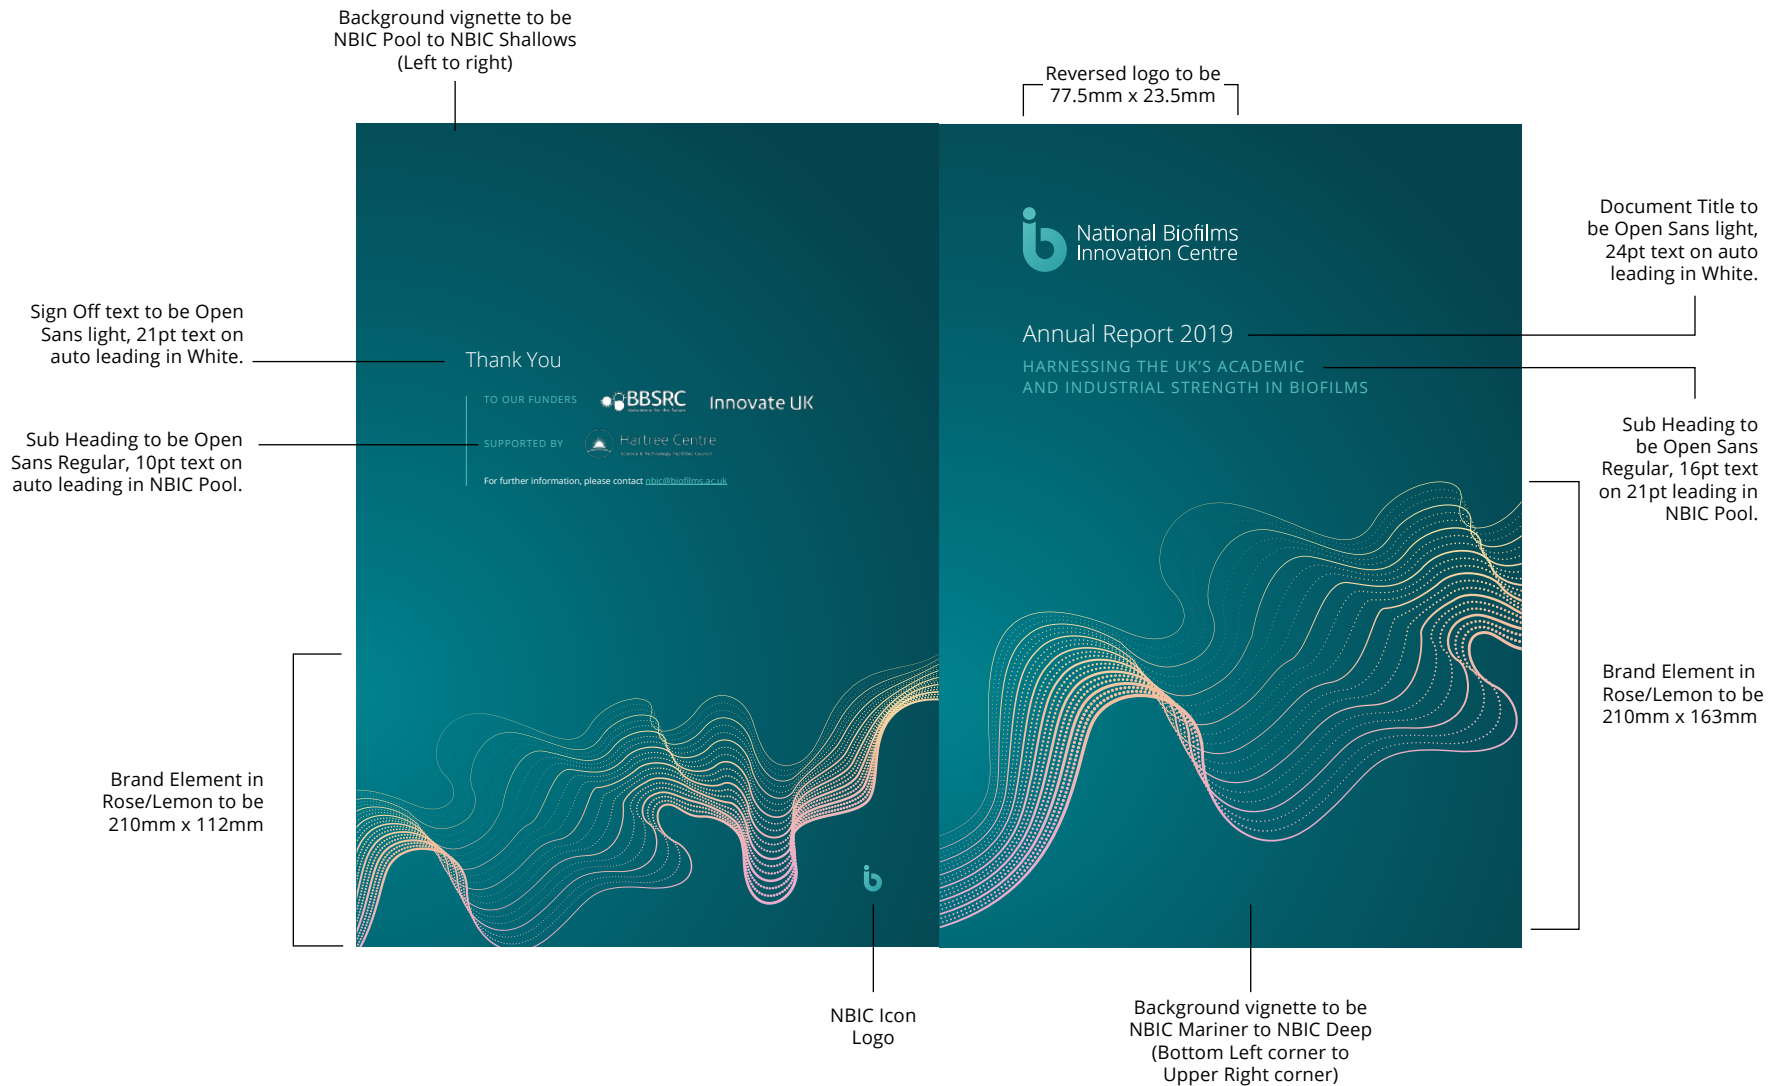 Background vignette to be
NBIC Pool to NBIC Shallows
(Left to right)
Reversed logo to be
77.5mm x 23.5mm
Document Title to
be Open Sans light,
24pt text on auto
leading in White.
National Biofilms
Innovation Centre
Sign Off text to be Open
Sans light, 21pt text on
auto leading in White.
Thank You
Annual Report 2019
HARNESSING THE UK'S ACADEMIC
AND INDUSTRIAL STRENGTH IN BIOFILMS
TO OUR FUNDERS
BBSRC
bioscience for the future
Innovate UK
Sub Heading to be Open
Sans Regular, 10pt text on
auto leading in NBIC Pool.
SUPPORTED BY
Hartree Centre
Science & Technology Facilities Council
For further information, please contact nbic@biofilms.ac.uk
Sub Heading to
be Open Sans
Regular, 16pt text
on 21pt leading in
NBIC Pool.
Brand Element in
Rose/Lemon to be
210mm x 163mm
Brand Element in
Rose/Lemon to be
210mm x 112mm
NBIC Icon
Logo
Background vignette to be
NBIC Mariner to NBIC Deep
(Bottom Left corner to
Upper Right corner)